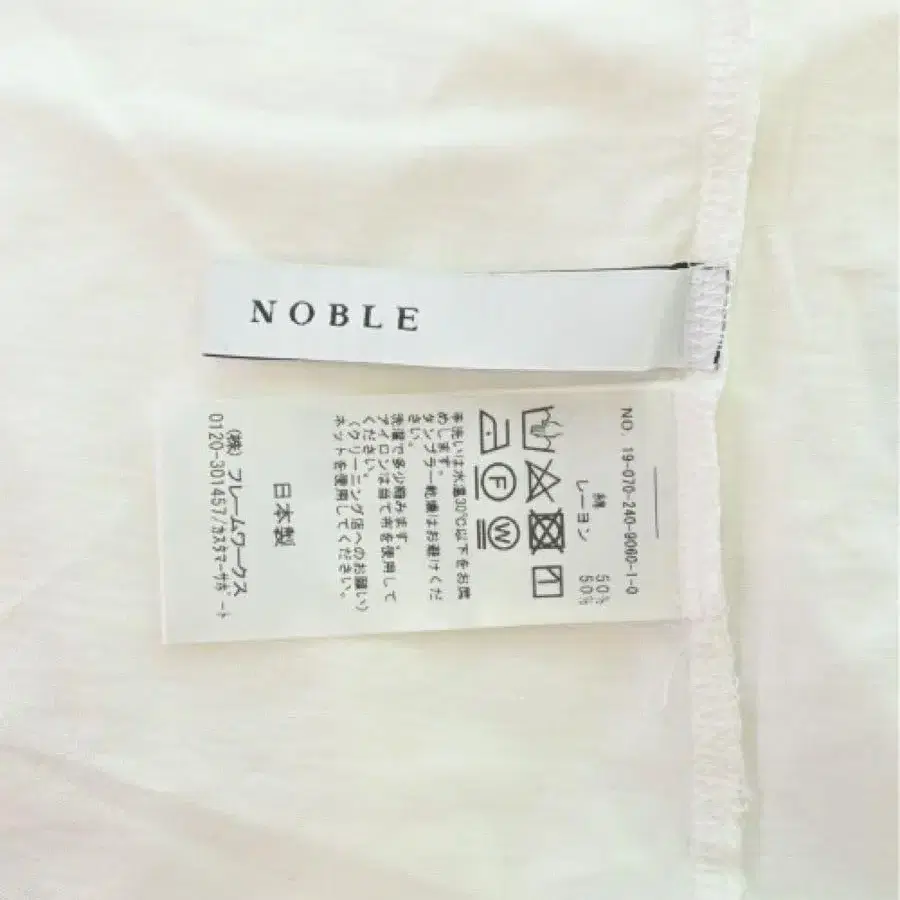 NOBLE
NO. 19-070-240-9060-1-0
綿 50%
レーヨン 50%
手洗いは水温30℃以下をお薦
めします。
タンブラー乾燥はお避けくだ
さい。
洗濯で多少縮みます。
アイロンは当て布を使用して
ください。
(クリーニング店へのお願い)
ネットを使用してください。
日本製
(株) フレームワークス
0120-301457/カスタマーサポート
F
W